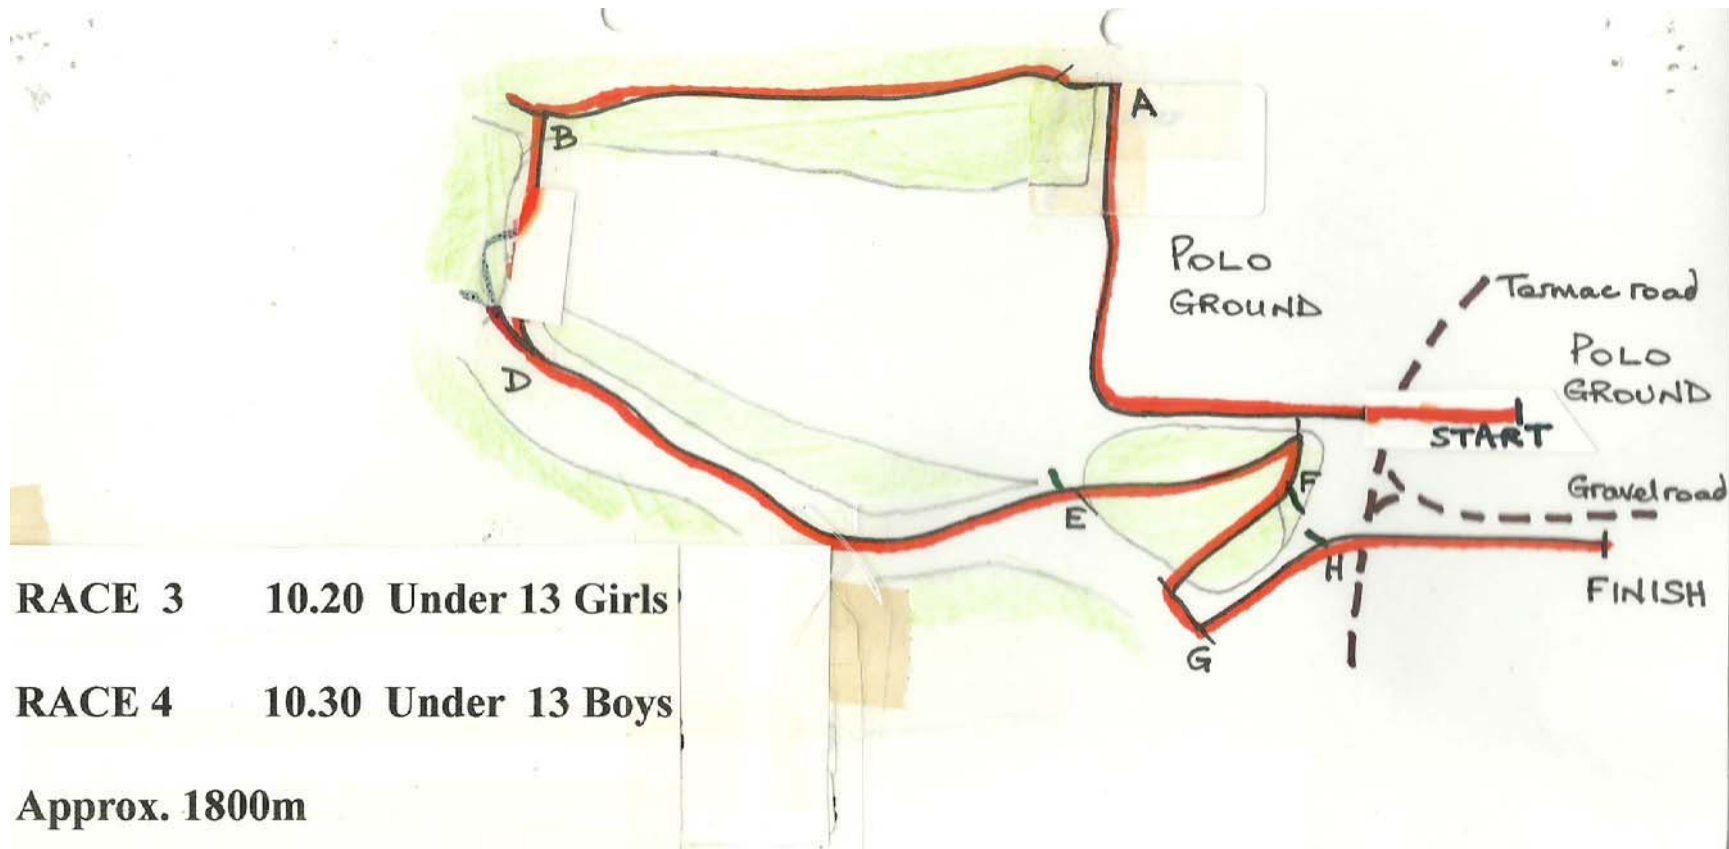 A
B
POLO
GROUND
Tarmac road
POLO
GROUND
START
D
Gravel road
E
F
H
FINISH
G
RACE 3 10.20 Under 13 Girls
RACE 4 10.30 Under 13 Boys
Approx. 1800m